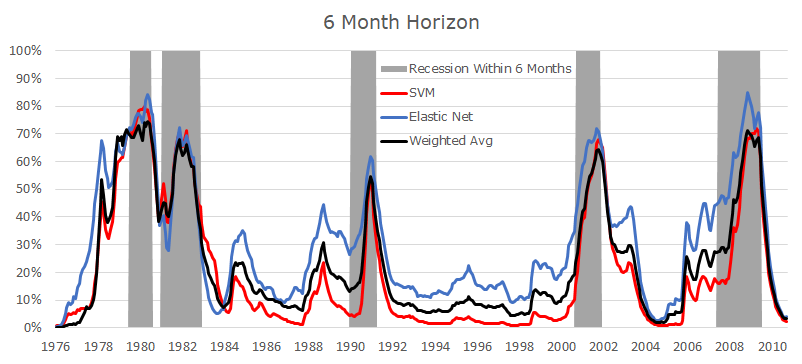 6 Month Horizon
100%
90%
80%
70%
60%
50%
40%
30%
20%
10%
0%
Recession Within 6 Months
SVM
Elastic Net
Weighted Avg
1976 1978 1980 1982 1984 1986 1988 1990 1992 1994 1996 1998 2000 2002 2004 2006 2008 2010